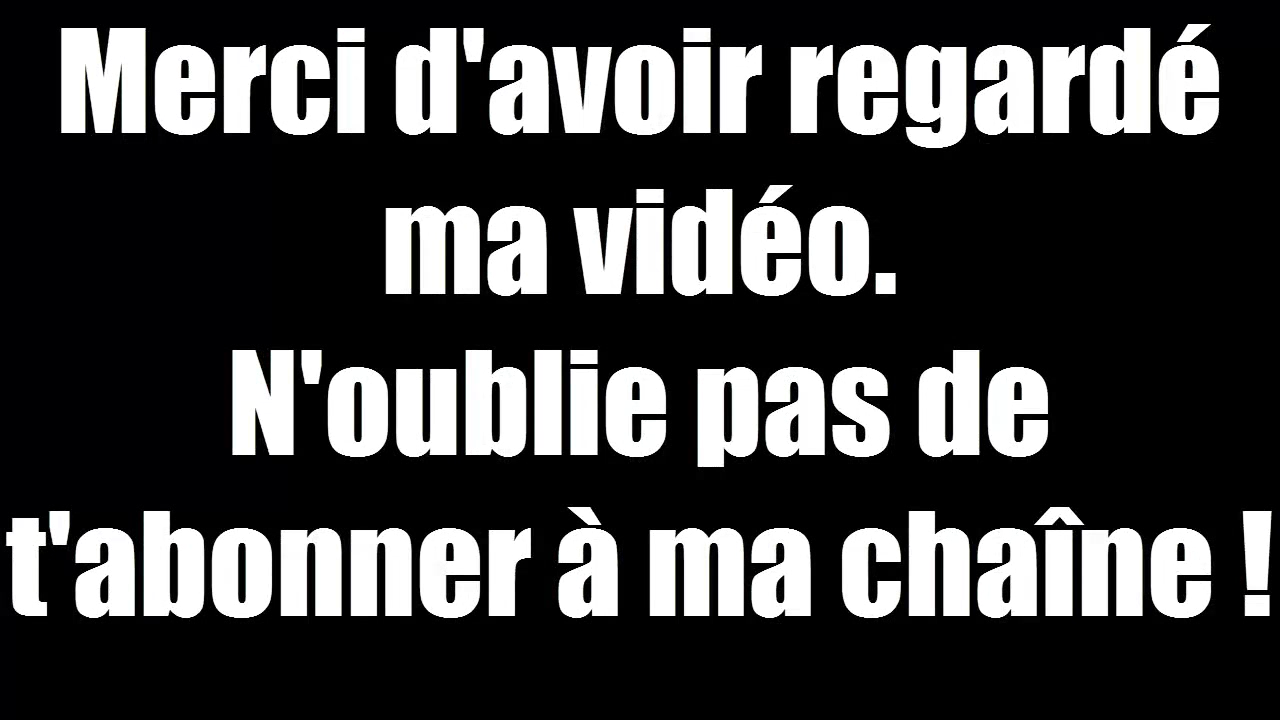 Merci d'avoir regardé
ma vidéo.
N'oublie pas de
t'abonner à ma chaîne !